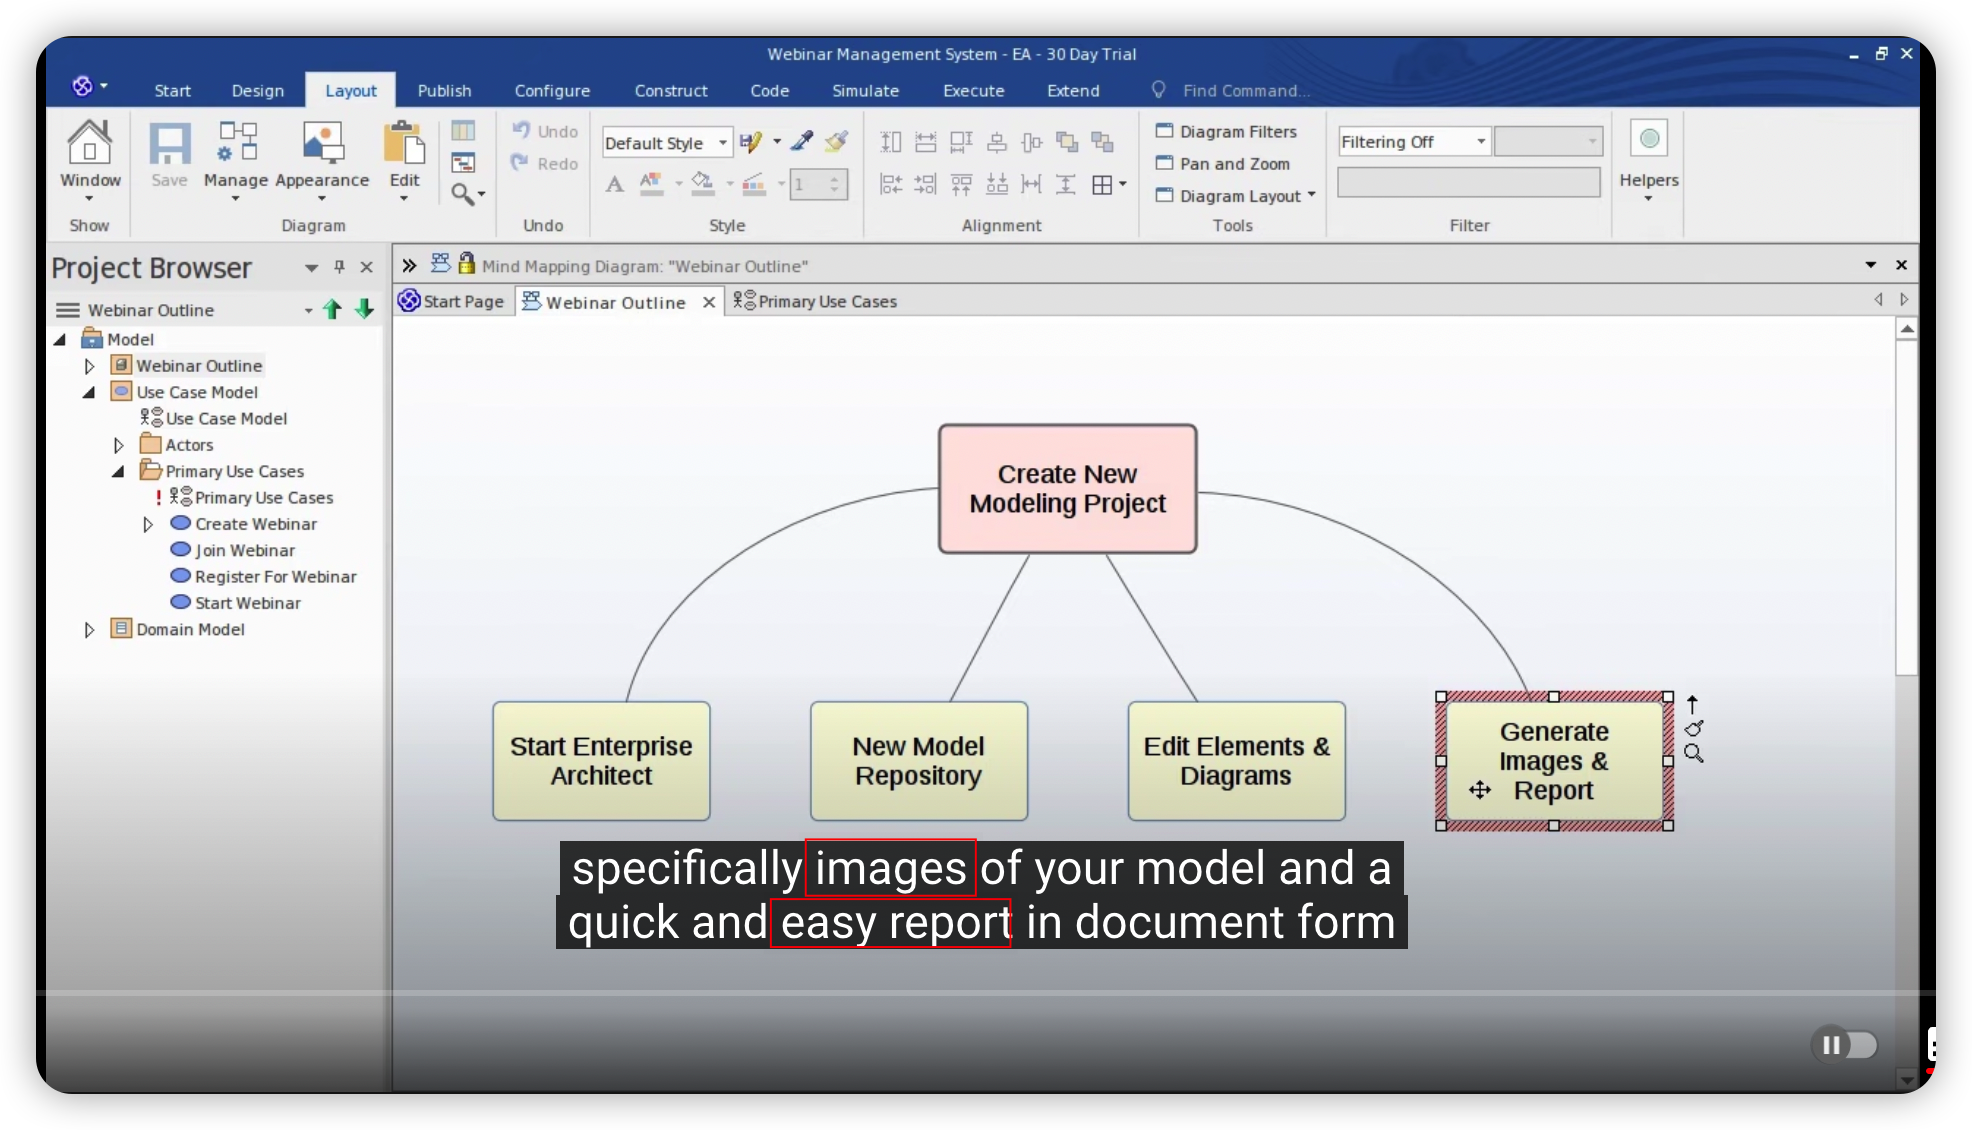 Webinar Management System - EA - 30 Day Trial
Start Design Layout Publish Configure Construct Code Simulate Execute Extend Find Command...
Window
Show
Save Manage Appearance Edit
Diagram
Undo
Redo
Undo
Default Style
A
1
Style
Alignment
Diagram Filters
Pan and Zoom
Diagram Layout
Tools
Filtering Off
Filter
Helpers
Project Browser
Webinar Outline
Model
Webinar Outline
Use Case Model
Use Case Model
Actors
Primary Use Cases
! Primary Use Cases
Create Webinar
Join Webinar
Register For Webinar
Start Webinar
Domain Model
Mind Mapping Diagram: "Webinar Outline"
Start Page Webinar Outline Primary Use Cases
Create New
Modeling Project
Start Enterprise
Architect
New Model
Repository
Edit Elements &
Diagrams
Generate
Images &
Report
specifically images of your model and a
quick and easy report in document form